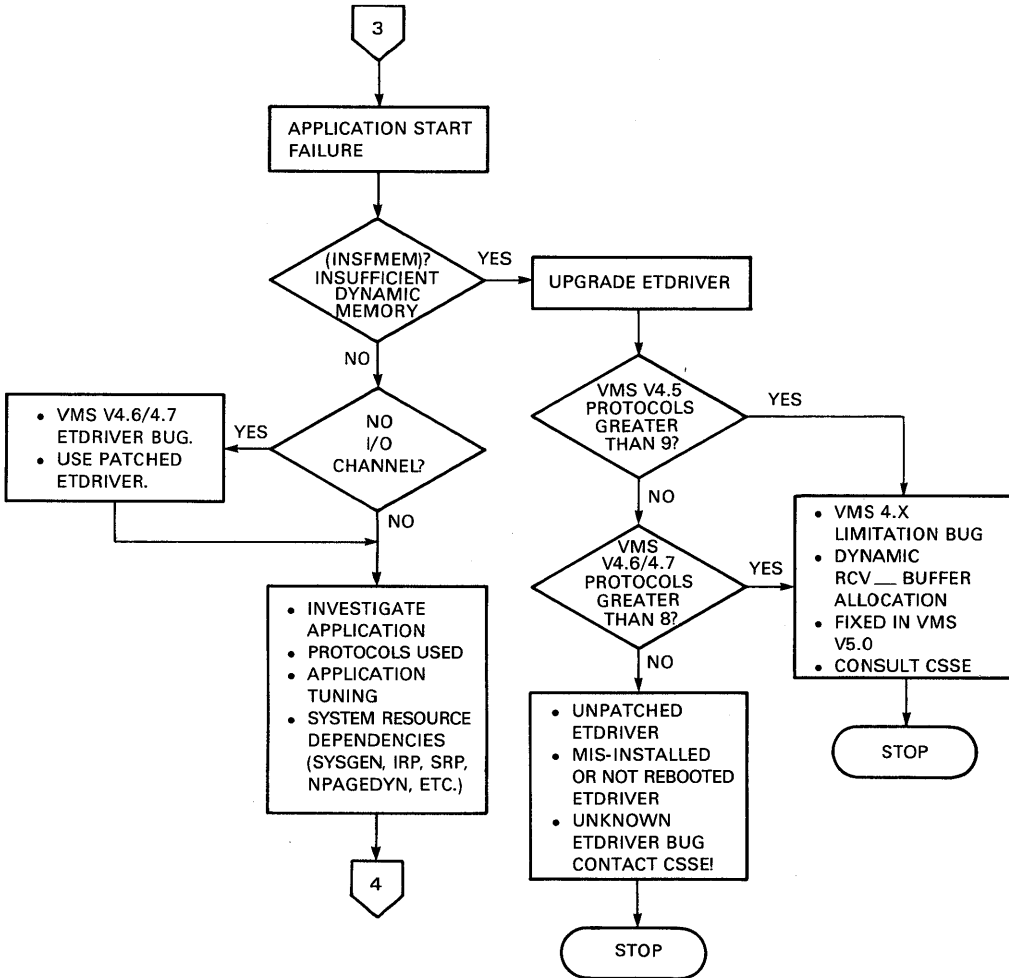 3
APPLICATION START
FAILURE
(INSFMEM)?
INSUFFICIENT
DYNAMIC
MEMORY
YES
UPGRADE ETDRIVER
NO
VMS V4.5
PROTOCOLS
GREATER
THAN 9?
YES
NO
NO
I/O
CHANNEL?
YES
• VMS V4.6/4.7
ETDRIVER BUG.
• USE PATCHED
ETDRIVER.
NO
VMS
V4.6/4.7
PROTOCOLS
GREATER
THAN 8?
YES
• VMS 4.X
LIMITATION BUG
• DYNAMIC
RCV__ BUFFER
ALLOCATION
• FIXED IN VMS
V5.0
• CONSULT CSSE
STOP
NO
• INVESTIGATE
APPLICATION
• PROTOCOLS USED
• APPLICATION
TUNING
• SYSTEM RESOURCE
DEPENDENCIES
(SYSGEN, IRP, SRP,
NPAGEDYN, ETC.)
4
• UNPATCHED
ETDRIVER
• MIS-INSTALLED
OR NOT REBOOTED
ETDRIVER
• UNKNOWN
ETDRIVER BUG
CONTACT CSSE!
STOP